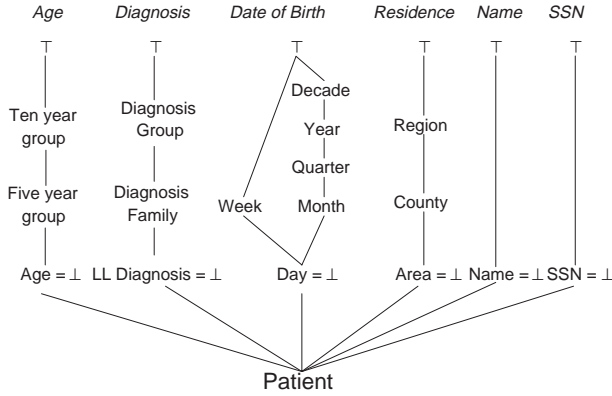 Age Diagnosis Date of Birth Residence Name SSN
⊤ ⊤ ⊤ ⊤ ⊤ ⊤
Decade
Ten year
group
Diagnosis
Group
Year
Region
Quarter
Five year
group
Diagnosis
Family
Week
Month
County
Age = ⊥ LL Diagnosis = ⊥ Day = ⊥ Area = ⊥ Name = ⊥ SSN = ⊥
Patient